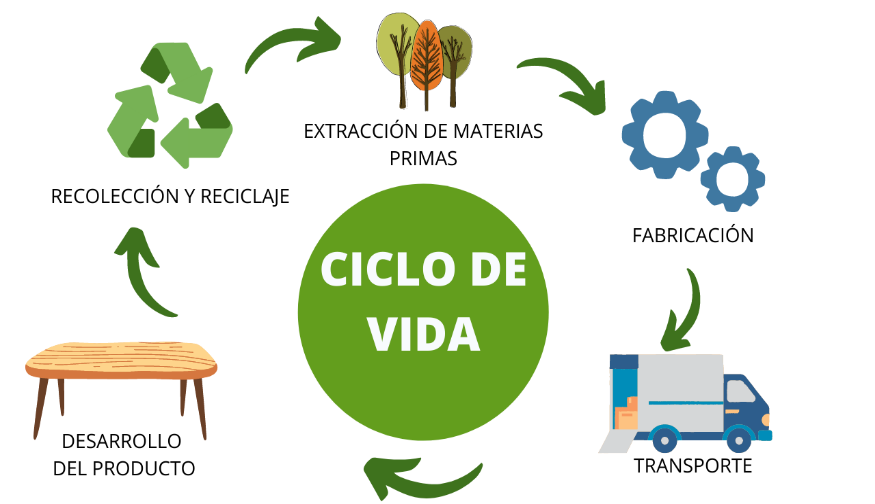 EXTRACCIÓN DE MATERIAS
PRIMAS
FABRICACIÓN
TRANSPORTE
DESARROLLO
DEL PRODUCTO
RECOLECCIÓN Y RECICLAJE
CICLO DE
VIDA